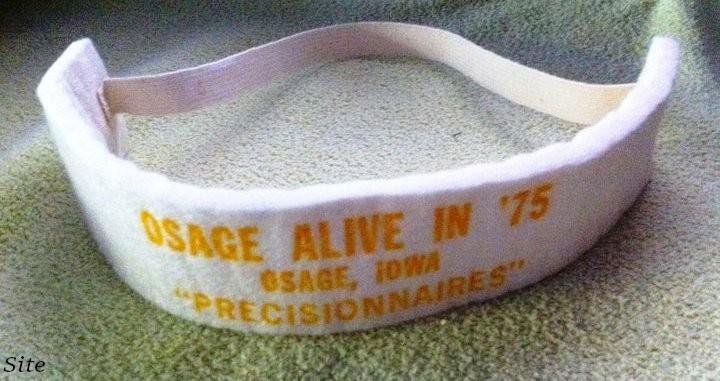 OSAGE ALIVE IN '75
OSAGE, IOWA
"PRECISIONNAIRES"
Site